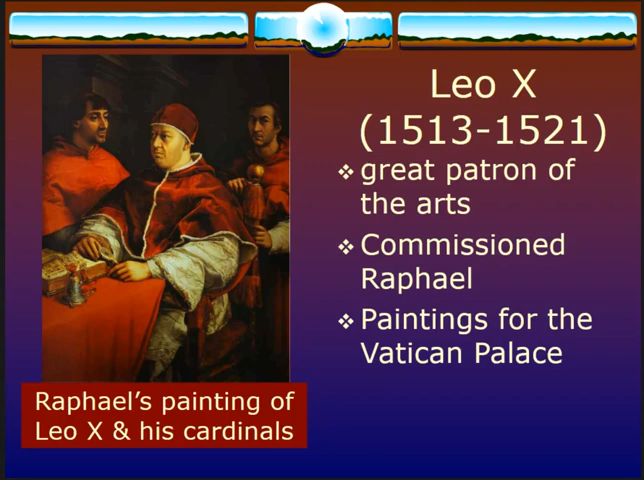 Leo X
(1513-1521)
❖ great patron of
the arts
❖ Commissioned
Raphael
❖ Paintings for the
Vatican Palace
Raphael’s painting of
Leo X & his cardinals